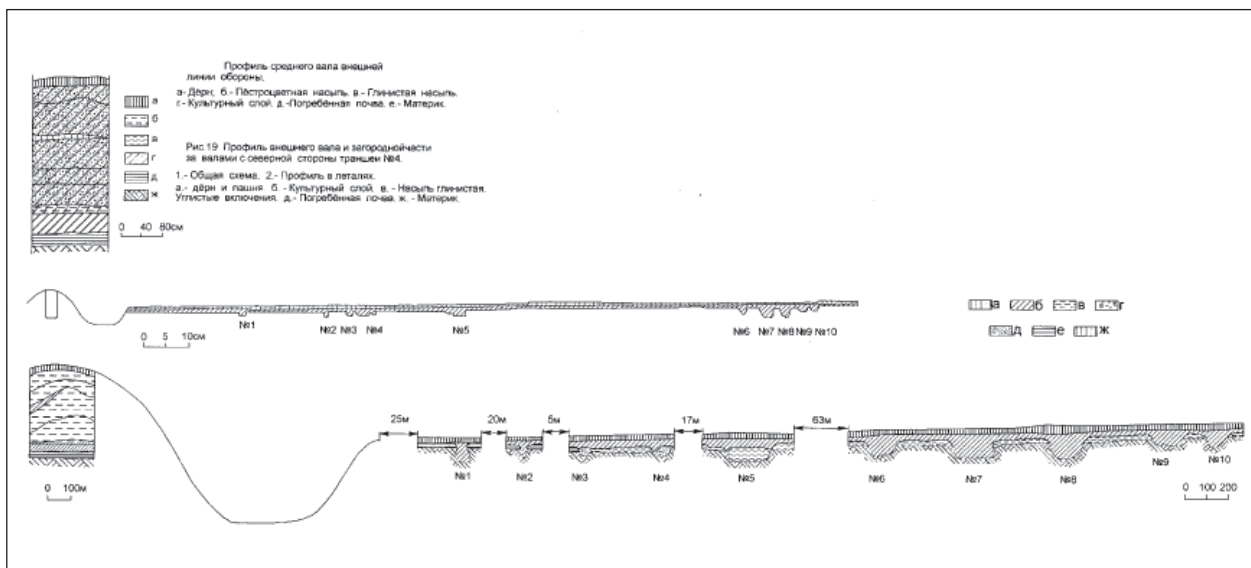 Профиль среднего вала внешней
линии обороны.
а- Дёрн, б.- Пёстроцветная насыпь. в.- Глинистая насыпь.
г.- Культурный слой. д.-Погребённая почва. е.- Материк.
а
б
в
г
д
ж
Рис.19 Профиль внешнего вала и загороднойчасти
за валами с северной стороны траншеи №4.
1.- Общая схема. 2.- Профиль в деталях.
а.- дёрн и пашня. б.- Культурный слой. в.- Насыпь глинистая.
Углистые включения. д.- Погребённая почва. ж.- Материк.
0 40 80см
№1 №2 №3 №4 №5 №6 №7 №8 №9 №10
0 5 10см
а б в г
д е ж
25м 20м 5м 17м 63м
№1 №2 №3 №4 №5 №6 №7 №8 №9 №10
0 100м
0 100 200